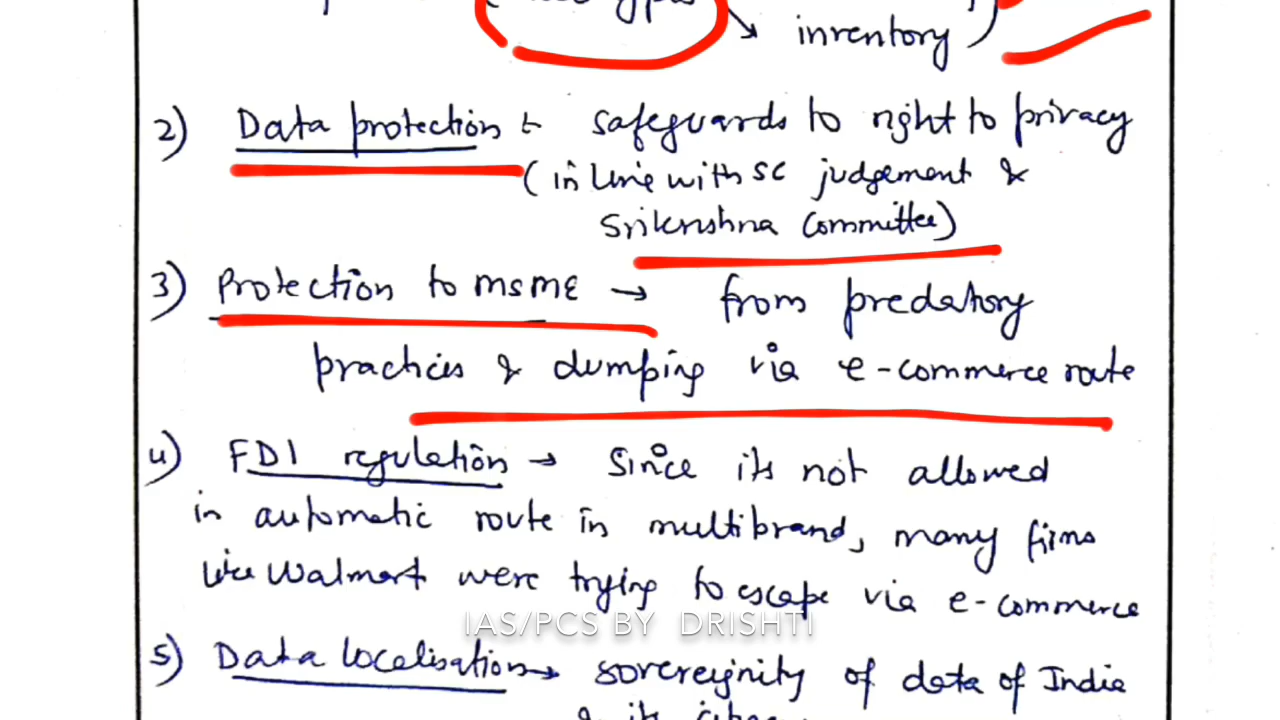 inventory)
2) Data protection :- safeguards to right to privacy
(in line with SC judgement &
Srikrishna Committee)
3) Protection to MSME → from predatory
practices & dumping via e-commerce route
4) FDI regulation → Since its not allowed
in automatic route in multibrand, many firms
like Walmart were trying to escape via e-commerce
IAS/PCS BY DRISHTI
5) Data localisation → sovereignity of data of India
& its